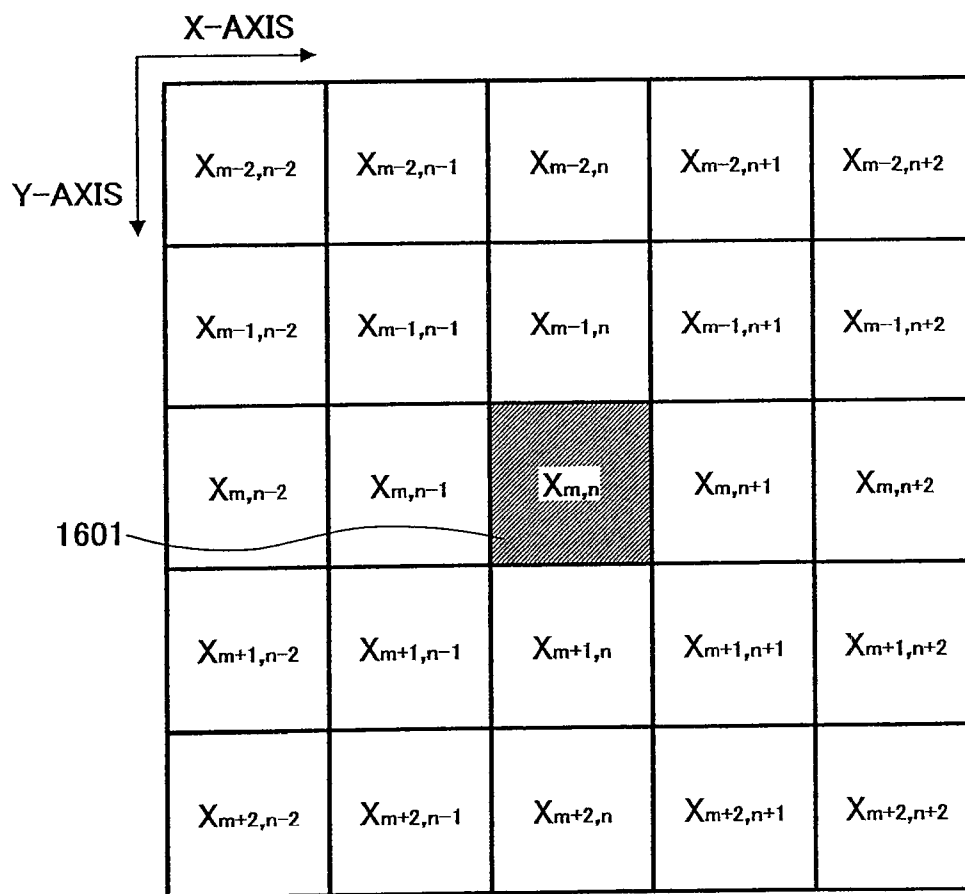 X-AXIS
Y-AXIS
Xm-2,n-2 Xm-2,n-1 Xm-2,n Xm-2,n+1 Xm-2,n+2
Xm-1,n-2 Xm-1,n-1 Xm-1,n Xm-1,n+1 Xm-1,n+2
Xm,n-2 Xm,n-1 Xm,n Xm,n+1 Xm,n+2
1601
Xm+1,n-2 Xm+1,n-1 Xm+1,n Xm+1,n+1 Xm+1,n+2
Xm+2,n-2 Xm+2,n-1 Xm+2,n Xm+2,n+1 Xm+2,n+2